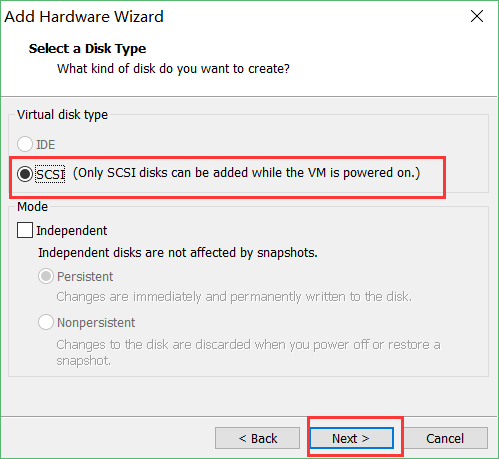 Add Hardware Wizard
Select a Disk Type
What kind of disk do you want to create?
Virtual disk type
IDE
SCSI (Only SCSI disks can be added while the VM is powered on.)
Mode
Independent
Independent disks are not affected by snapshots.
Persistent
Changes are immediately and permanently written to the disk.
Nonpersistent
Changes to the disk are discarded when you power off or restore a
snapshot.
< Back Next > Cancel